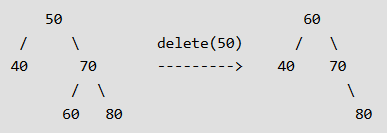 50 60
/ \ delete(50) / \
40 70 ---------> 40 70
/ \ \
60 80 80